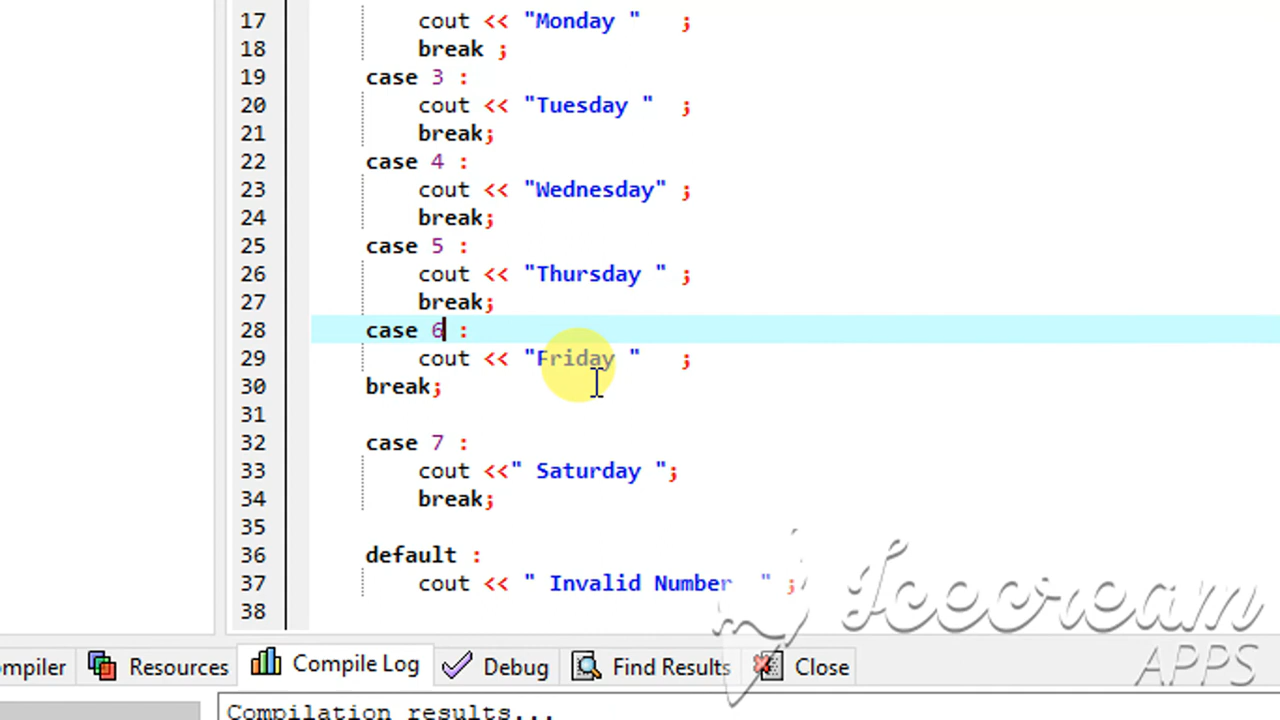 17 cout << "Monday " ;
18 break ;
19 case 3 :
20 cout << "Tuesday " ;
21 break;
22 case 4 :
23 cout << "Wednesday" ;
24 break;
25 case 5 :
26 cout << "Thursday " ;
27 break;
28 case 6 :
29 cout << "Friday " ;
30 break;
31
32 case 7 :
33 cout <<" Saturday ";
34 break;
35
36 default :
37 cout << " Invalid Number " ;
38
Icecream
APPS
ompiler Resources Compile Log Debug Find Results Close
Compilation results...